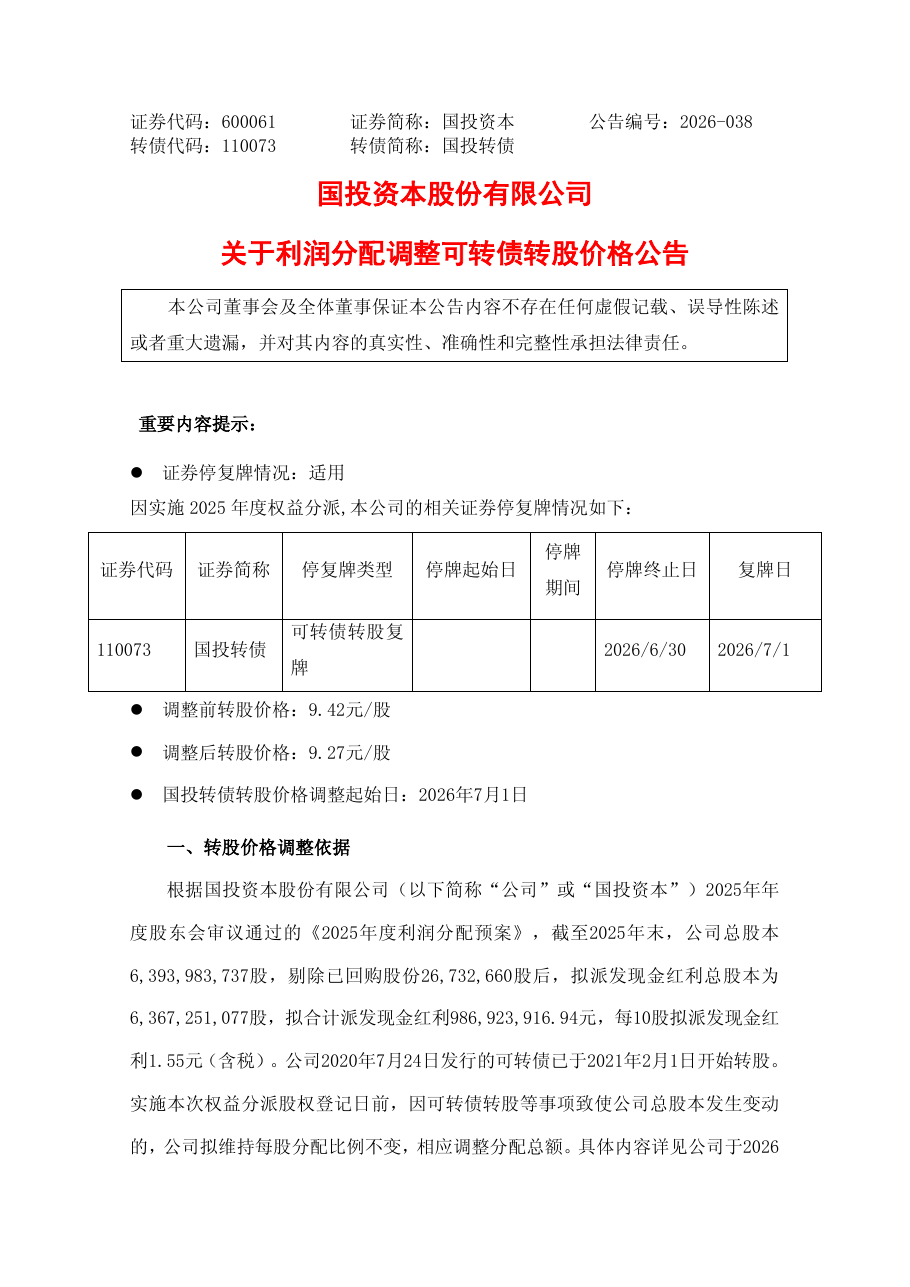 证券代码：600061 证券简称：国投资本 公告编号：2026-038
转债代码：110073 转债简称：国投转债
国投资本股份有限公司
关于利润分配调整可转债转股价格公告
本公司董事会及全体董事保证本公告内容不存在任何虚假记载、误导性陈述
或者重大遗漏，并对其内容的真实性、准确性和完整性承担法律责任。
重要内容提示：
● 证券停复牌情况：适用
因实施 2025 年度权益分派,本公司的相关证券停复牌情况如下：
证券代码 证券简称 停复牌类型 停牌起始日 停牌期间 停牌终止日 复牌日
110073 国投转债 可转债转股复牌 2026/6/30 2026/7/1
● 调整前转股价格：9.42元/股
● 调整后转股价格：9.27元/股
● 国投转债转股价格调整起始日：2026年7月1日
一、转股价格调整依据
根据国投资本股份有限公司（以下简称“公司”或“国投资本”）2025年年
度股东会审议通过的《2025年度利润分配预案》，截至2025年末，公司总股本
6,393,983,737股，剔除已回购股份26,732,660股后，拟派发现金红利总股本为
6,367,251,077股，拟合计派发现金红利986,923,916.94元，每10股拟派发现金红
利1.55元（含税）。公司2020年7月24日发行的可转债已于2021年2月1日开始转股。
实施本次权益分派股权登记日前，因可转债转股等事项致使公司总股本发生变动
的，公司拟维持每股分配比例不变，相应调整分配总额。具体内容详见公司于2026